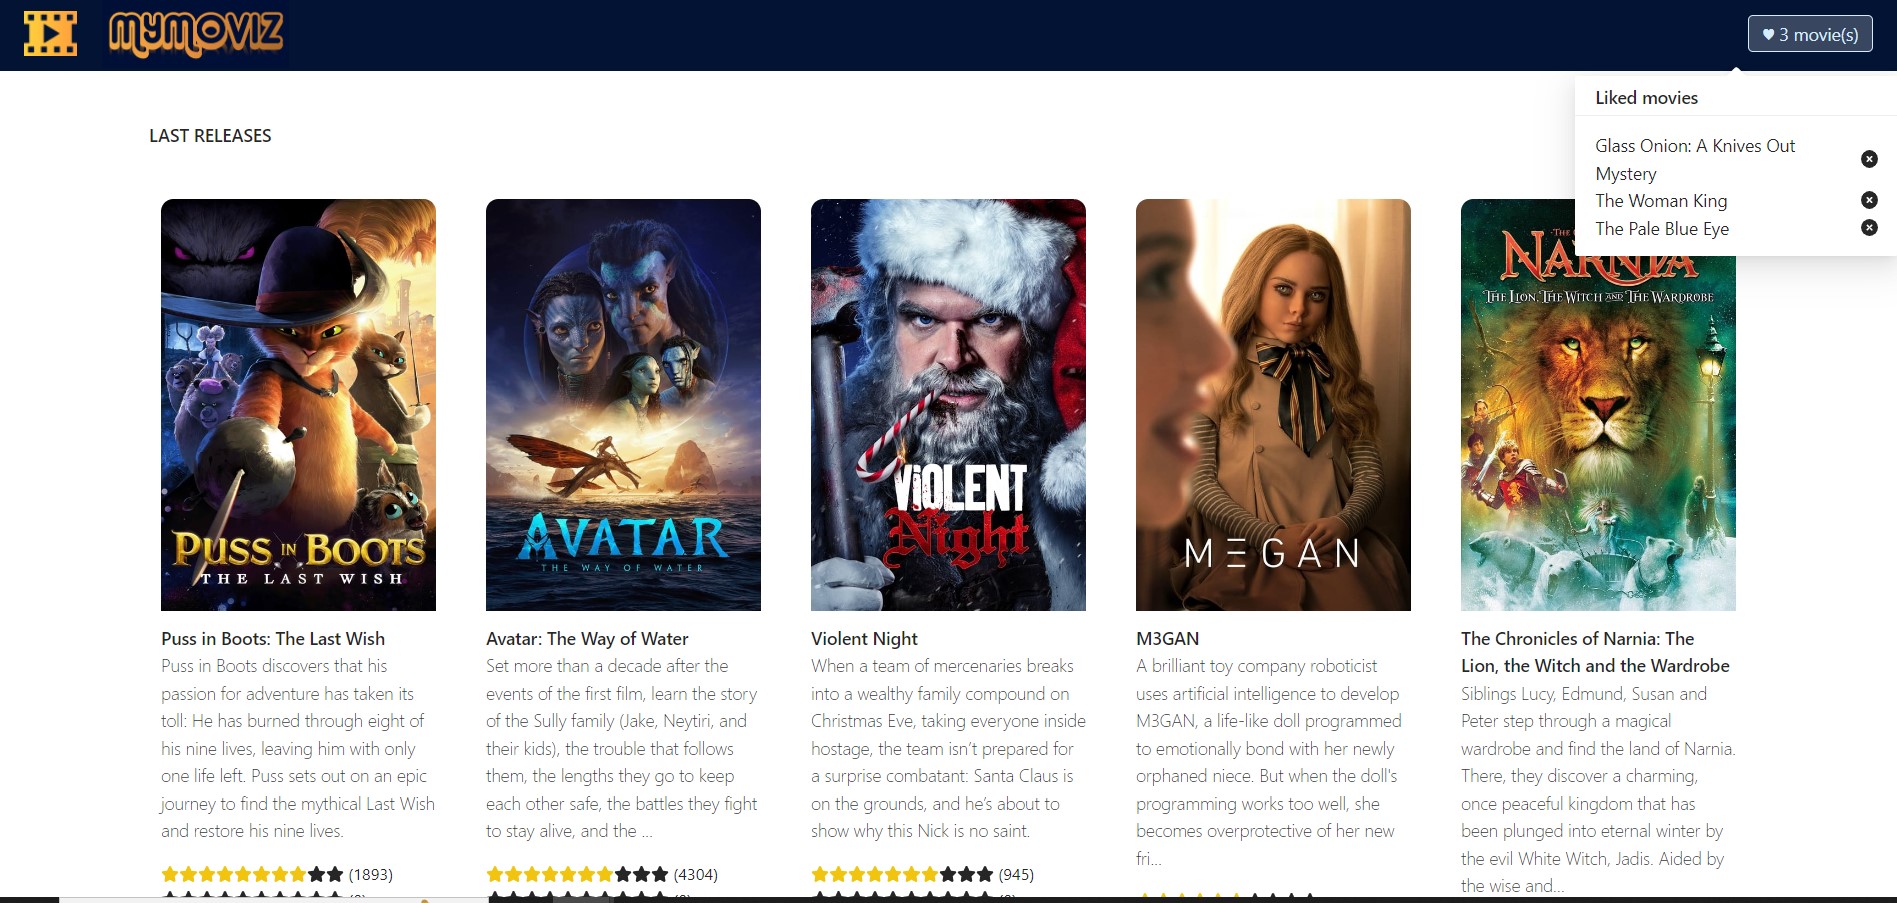 MYMOVIZ
♥ 3 movie(s)
Liked movies
Glass Onion: A Knives Out
Mystery
The Woman King
The Pale Blue Eye
LAST RELEASES
PUSS IN BOOTS
THE LAST WISH
AVATAR
THE WAY OF WATER
VIOLENT
Night
M3GAN
NARNIA
THE LION, THE WITCH AND THE WARDROBE
Puss in Boots: The Last Wish
Puss in Boots discovers that his
passion for adventure has taken its
toll: He has burned through eight of
his nine lives, leaving him with only
one life left. Puss sets out on an epic
journey to find the mythical Last Wish
and restore his nine lives.
(1893)
Avatar: The Way of Water
Set more than a decade after the
events of the first film, learn the story
of the Sully family (Jake, Neytiri, and
their kids), the trouble that follows
them, the lengths they go to keep
each other safe, the battles they fight
to stay alive, and the ...
(4304)
Violent Night
When a team of mercenaries breaks
into a wealthy family compound on
Christmas Eve, taking everyone inside
hostage, the team isn’t prepared for
a surprise combatant: Santa Claus is
on the grounds, and he’s about to
show why this Nick is no saint.
(945)
M3GAN
A brilliant toy company roboticist
uses artificial intelligence to develop
M3GAN, a life-like doll programmed
to emotionally bond with her newly
orphaned niece. But when the doll's
programming works too well, she
becomes overprotective of her new
fri...
The Chronicles of Narnia: The
Lion, the Witch and the Wardrobe
Siblings Lucy, Edmund, Susan and
Peter step through a magical
wardrobe and find the land of Narnia.
There, they discover a charming,
once peaceful kingdom that has
been plunged into eternal winter by
the evil White Witch, Jadis. Aided by
the wise and...